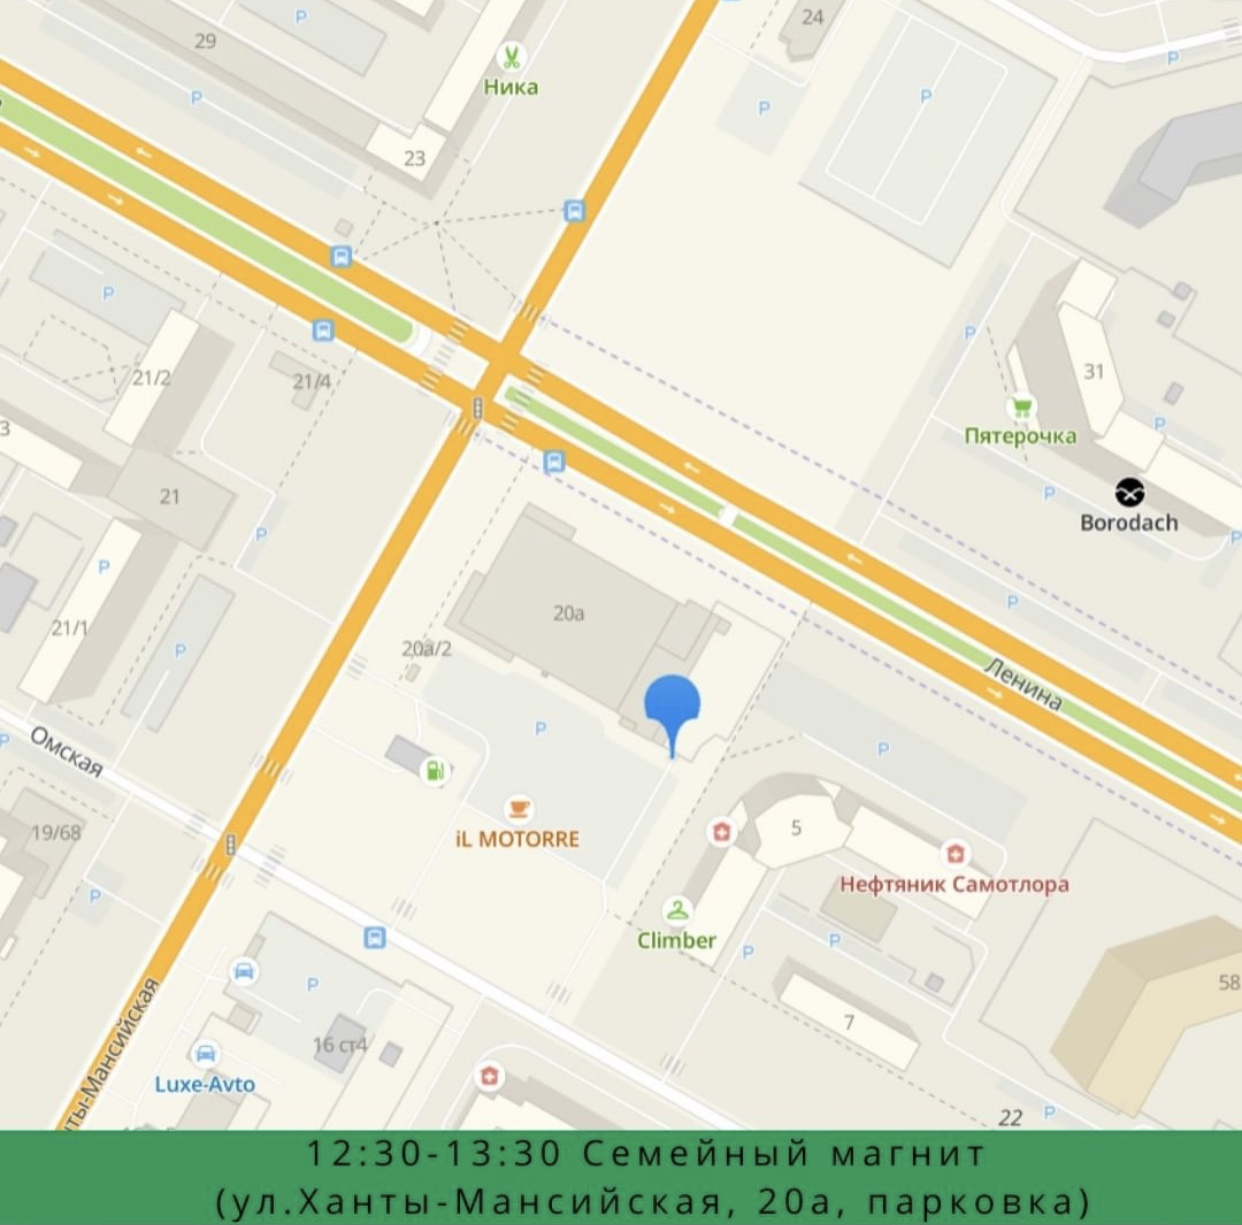 24
29
P
Ника
P
P
P
P
23
P
P
31
21/2
21/4
Пятерочка
P
3
21
P
P
Borodach
P
P
P
20а
P
21/1
P
20а/2
Ленина
Омская
P
P
P
iL MOTORRE
5
19/68
Нефтяник Самотлора
P
Climber
P
P
P
58
16 ст4
7
Luxe-Avto
нты-Мансийская
22
P
12:30-13:30 Семейный магнит
(ул.Ханты-Мансийская, 20а, парковка)